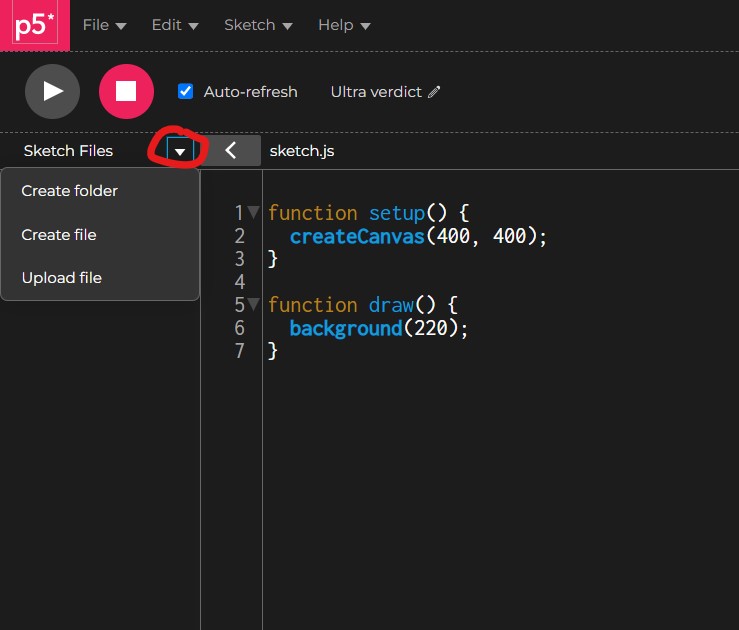 p5*
File Edit Sketch Help
Auto-refresh Ultra verdict
Sketch Files sketch.js
Create folder
Create file
Upload file
1 function setup() {
2   createCanvas(400, 400);
3 }
4
5 function draw() {
6   background(220);
7 }